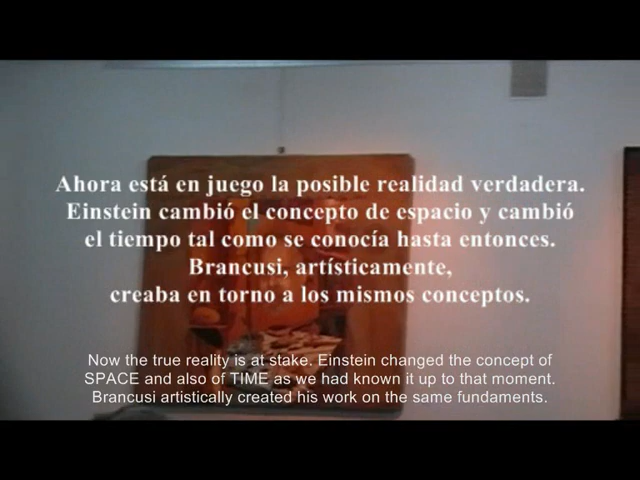 Ahora está en juego la posible realidad verdadera.
Einstein cambió el concepto de espacio y cambió
el tiempo tal como se conocía hasta entonces.
Brancusi, artísticamente,
creaba en torno a los mismos conceptos.
Now the true reality is at stake. Einstein changed the concept of
SPACE and also of TIME as we had known it up to that moment.
Brancusi artistically created his work on the same fundaments.